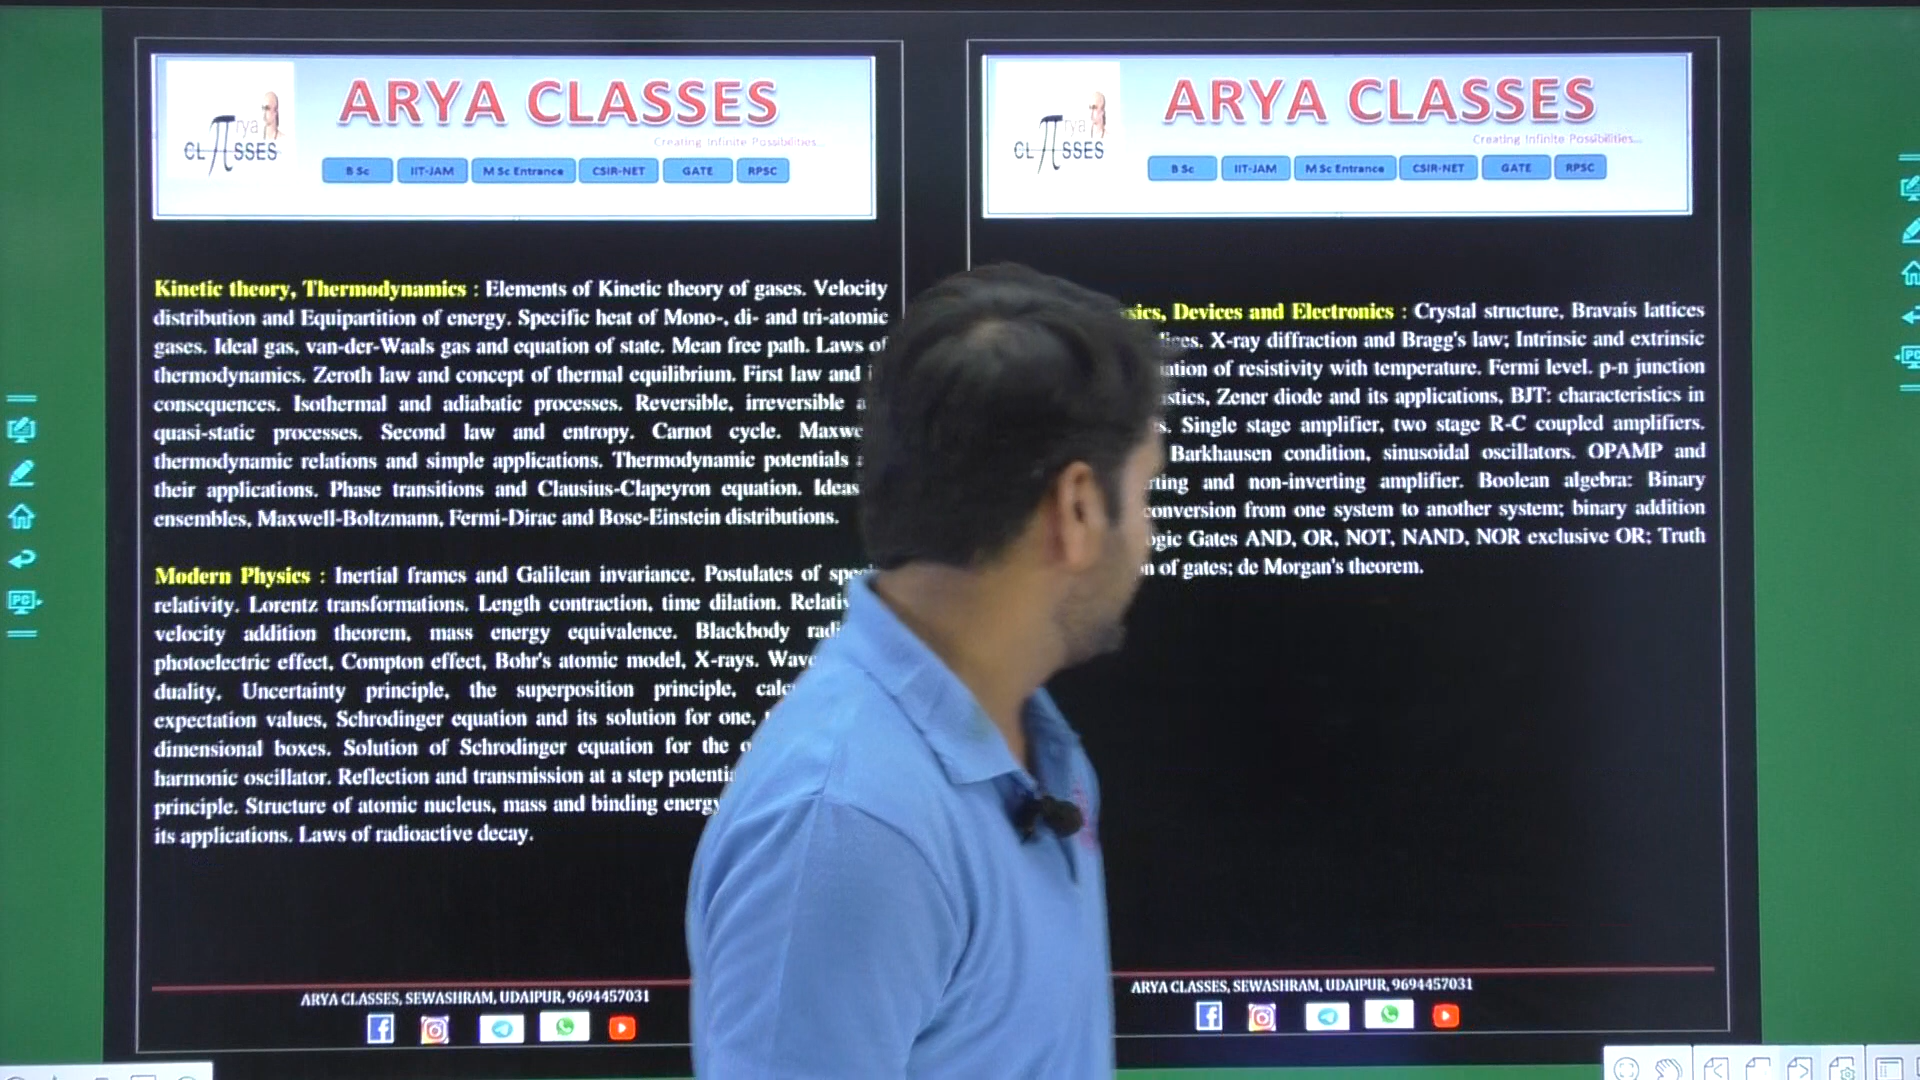 rya
CL SSES
ARYA CLASSES
Creating Infinite Possibilities...
B Sc
IIT-JAM
M Sc Entrance
CSIR-NET
GATE
RPSC
Kinetic theory, Thermodynamics : Elements of Kinetic theory of gases. Velocity
distribution and Equipartition of energy. Specific heat of Mono-, di- and tri-atomic
gases. Ideal gas, van-der-Waals gas and equation of state. Mean free path. Laws of
thermodynamics. Zeroth law and concept of thermal equilibrium. First law and
consequences. Isothermal and adiabatic processes. Reversible, irreversible
quasi-static processes. Second law and entropy. Carnot cycle.
thermodynamic relations and simple applications. Thermodynamic potentials
their applications. Phase transitions and Clausius-Clapeyron equation. Ideas
ensembles, Maxwell-Boltzmann, Fermi-Dirac and Bose-Einstein distributions.
Modern Physics : Inertial frames and Galilean invariance. Postulates of
relativity. Lorentz transformations. Length contraction, time dilation.
velocity addition theorem, mass energy equivalence. Blackbody
photoelectric effect, Compton effect, Bohr's atomic model, X-rays.
duality, Uncertainty principle, the superposition principle,
expectation values, Schrodinger equation and its solution for one,
dimensional boxes. Solution of Schrodinger equation for the
harmonic oscillator. Reflection and transmission at a step
principle. Structure of atomic nucleus, mass and binding energy
its applications. Laws of radioactive decay.
ARYA CLASSES, SEWASHRAM, UDAIPUR, 9694457031
rya
CL SSES
ARYA CLASSES
Creating Infinite Possibilities...
B Sc
IIT-JAM
M Sc Entrance
CSIR-NET
GATE
RPSC
Devices and Electronics : Crystal structure, Bravais lattices
X-ray diffraction and Bragg's law; Intrinsic and extrinsic
of resistivity with temperature. Fermi level. p-n junction
Zener diode and its applications, BJT: characteristics in
Single stage amplifier, two stage R-C coupled amplifiers.
Barkhausen condition, sinusoidal oscillators. OPAMP and
and non-inverting amplifier. Boolean algebra: Binary
conversion from one system to another system; binary addition
Gates AND, OR, NOT, NAND, NOR exclusive OR; Truth
of gates; de Morgan's theorem.
ARYA CLASSES, SEWASHRAM, UDAIPUR, 9694457031
PC
PC